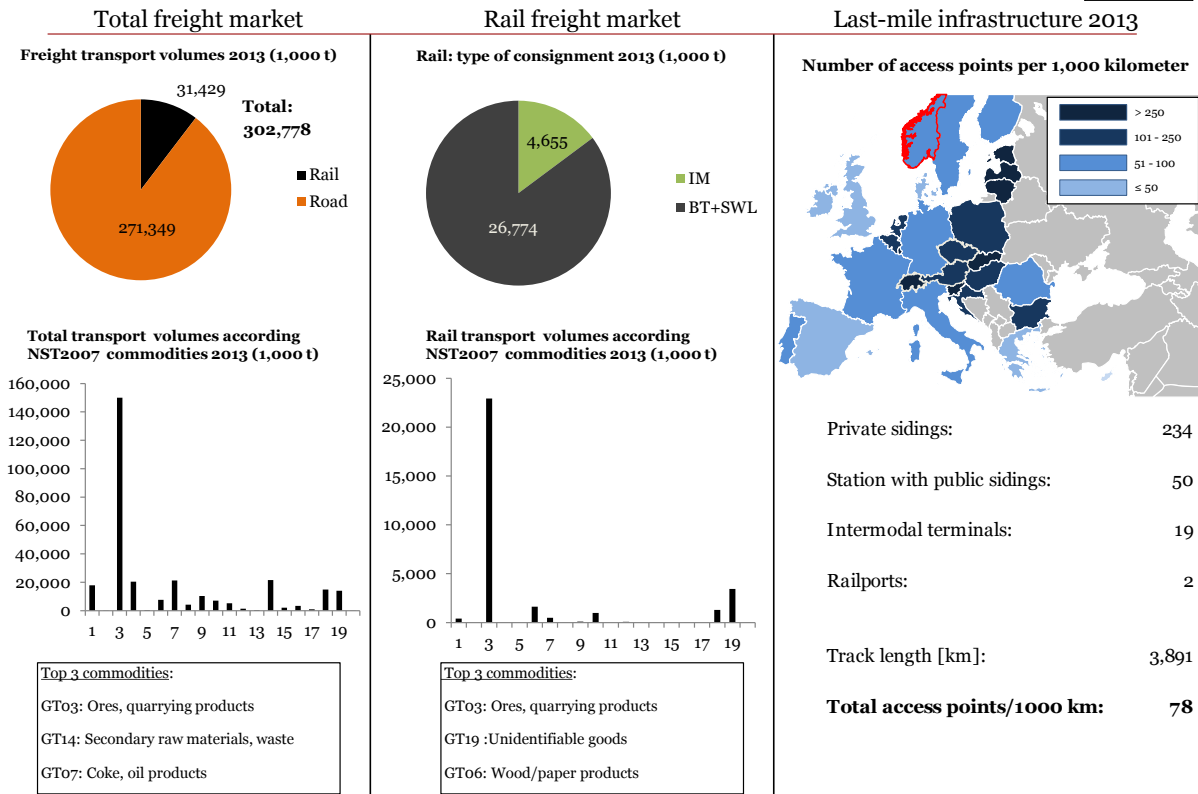 Total freight market
Freight transport volumes 2013 (1,000 t)
31,429
Total:
302,778
Rail
Road
271,349
Total transport volumes according
NST2007 commodities 2013 (1,000 t)
160,000
140,000
120,000
100,000
80,000
60,000
40,000
20,000
0
1 3 5 7 9 11 13 15 17 19
Top 3 commodities:
GT03: Ores, quarrying products
GT14: Secondary raw materials, waste
GT07: Coke, oil products
Rail freight market
Rail: type of consignment 2013 (1,000 t)
4,655
IM
BT+SWL
26,774
Rail transport volumes according
NST2007 commodities 2013 (1,000 t)
25,000
20,000
15,000
10,000
5,000
0
1 3 5 7 9 11 13 15 17 19
Top 3 commodities:
GT03: Ores, quarrying products
GT19 :Unidentifiable goods
GT06: Wood/paper products
Last-mile infrastructure 2013
Number of access points per 1,000 kilometer
> 250
101 - 250
51 - 100
≤ 50
Private sidings: 234
Station with public sidings: 50
Intermodal terminals: 19
Railports: 2
Track length [km]: 3,891
Total access points/1000 km: 78